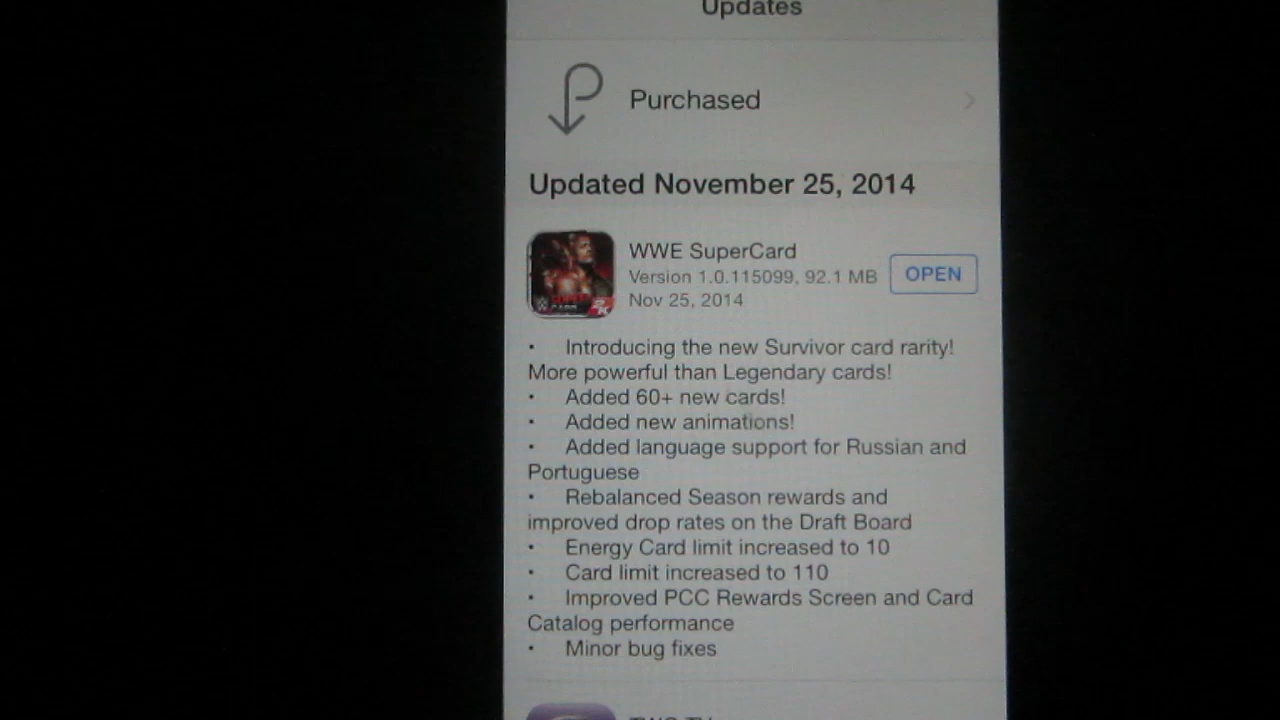 Updates
Purchased
Updated November 25, 2014
WWE SuperCard
Version 1.0.115099, 92.1 MB
Nov 25, 2014
OPEN
• Introducing the new Survivor card rarity!
More powerful than Legendary cards!
• Added 60+ new cards!
• Added new animations!
• Added language support for Russian and
Portuguese
• Rebalanced Season rewards and
improved drop rates on the Draft Board
• Energy Card limit increased to 10
• Card limit increased to 110
• Improved PCC Rewards Screen and Card
Catalog performance
• Minor bug fixes